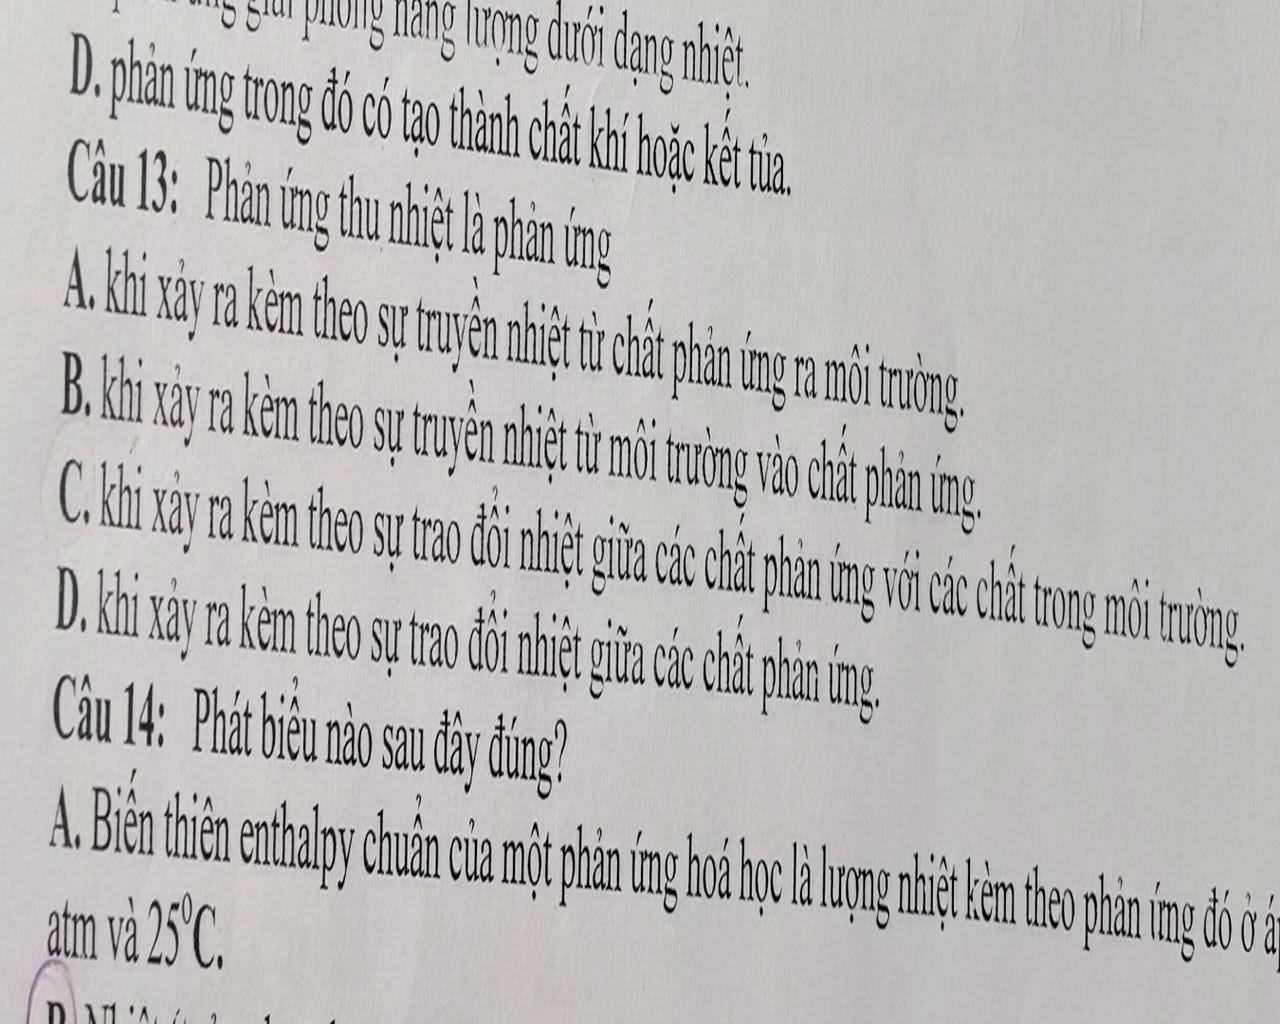 giải phóng năng lượng dưới dạng nhiệt.
D. phản ứng trong đó có tạo thành chất khí hoặc kết tủa.
Câu 13: Phản ứng thu nhiệt là phản ứng
A. khi xảy ra kèm theo sự truyền nhiệt từ chất phản ứng ra môi trường.
B. khi xảy ra kèm theo sự truyền nhiệt từ môi trường vào chất phản ứng.
C. khi xảy ra kèm theo sự trao đổi nhiệt giữa các chất phản ứng với các chất trong môi trường.
D. khi xảy ra kèm theo sự trao đổi nhiệt giữa các chất phản ứng.
Câu 14: Phát biểu nào sau đây đúng?
A. Biến thiên enthalpy chuẩn của một phản ứng hoá học là lượng nhiệt kèm theo phản ứng đó ở
atm và 25⁰C.